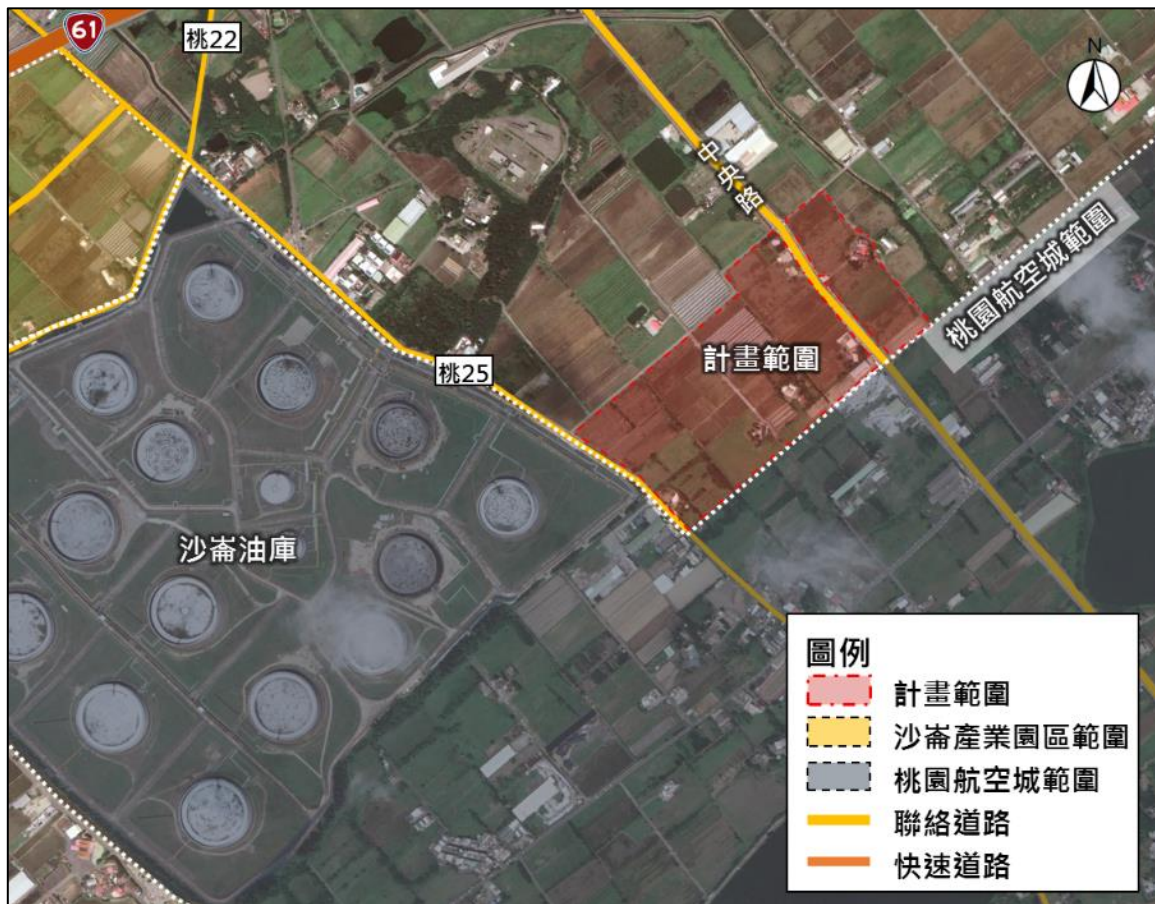 61
桃22
N
中央路
桃園航空城範圍
計畫範圍
桃25
沙崙油庫
圖例
計畫範圍
沙崙產業園區範圍
桃園航空城範圍
聯絡道路
快速道路